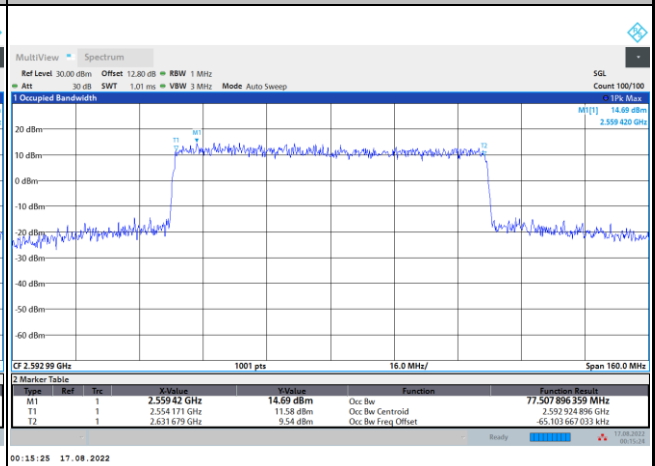 MultiView Spectrum
Ref Level 30.00 dBm Offset 12.80 dB RBW 1 MHz SGL
Att 30 dB SWT 1.01 ms VBW 3 MHz Mode Auto Sweep Count 100/100
1 Occupied Bandwidth 1Pk Max
M1[1] 14.69 dBm
2.559 420 GHz
20 dBm
T1
M1
T2
10 dBm
0 dBm
-10 dBm
-20 dBm
-30 dBm
-40 dBm
-50 dBm
-60 dBm
CF 2.592 99 GHz 1001 pts 16.0 MHz/ Span 160.0 MHz
2 Marker Table
Type Ref Trc X-Value Y-Value Function Function Result
M1 1 2.559 42 GHz 14.69 dBm Occ Bw 77.507 896 359 MHz
T1 1 2.554 171 GHz 11.58 dBm Occ Bw Centroid 2.592 924 896 GHz
T2 1 2.631 679 GHz 9.54 dBm Occ Bw Freq Offset -65.103 667 033 kHz
Ready 17.08.2022
00:15:24
00:15:25 17.08.2022